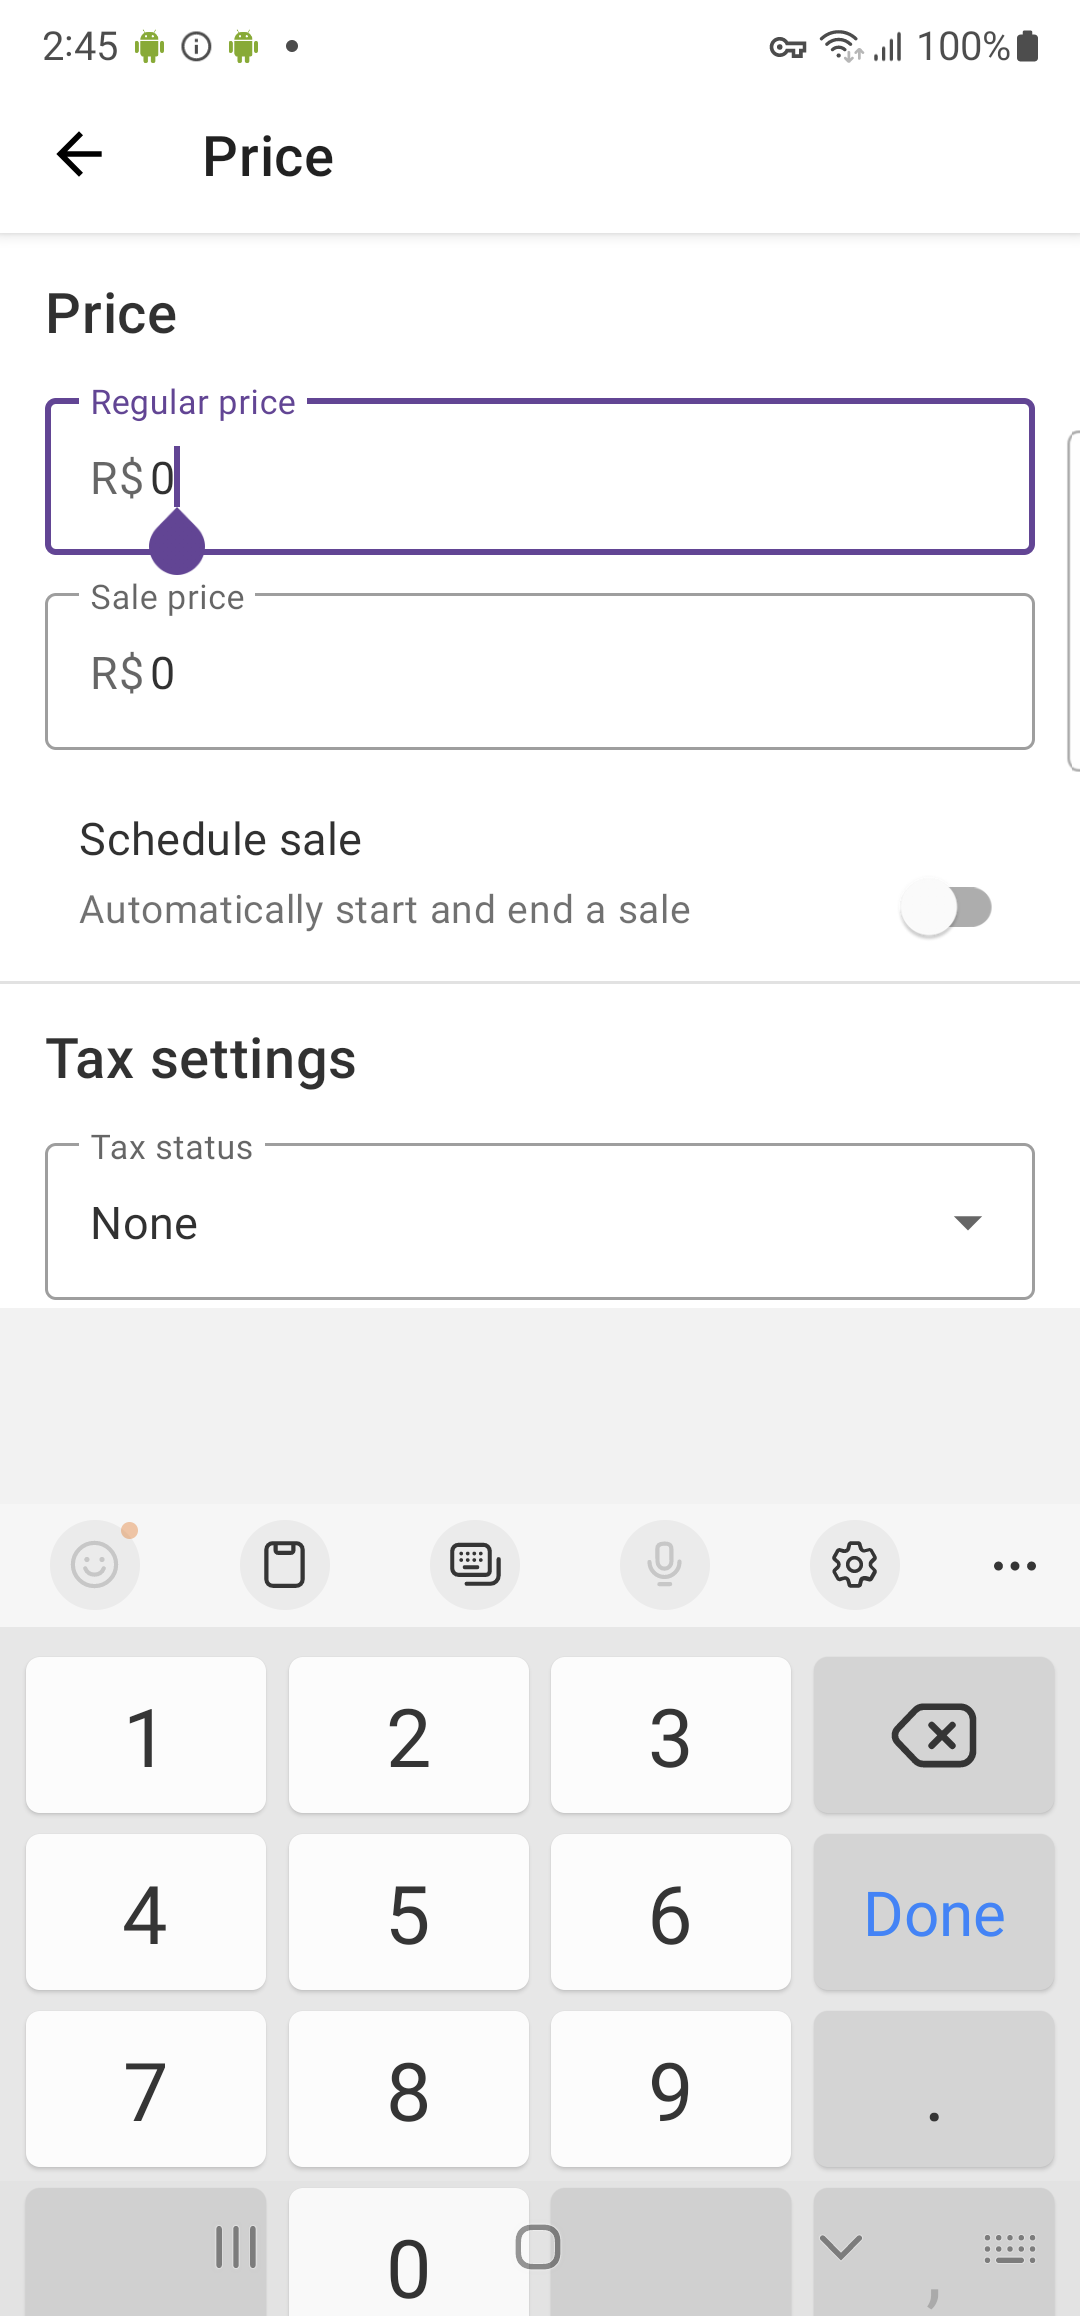 2:45
100%
Price
Price
Regular price
R$ 0
Sale price
R$ 0
Schedule sale
Automatically start and end a sale
Tax settings
Tax status
None
1 2 3
4 5 6 Done
7 8 9 .
0 ,